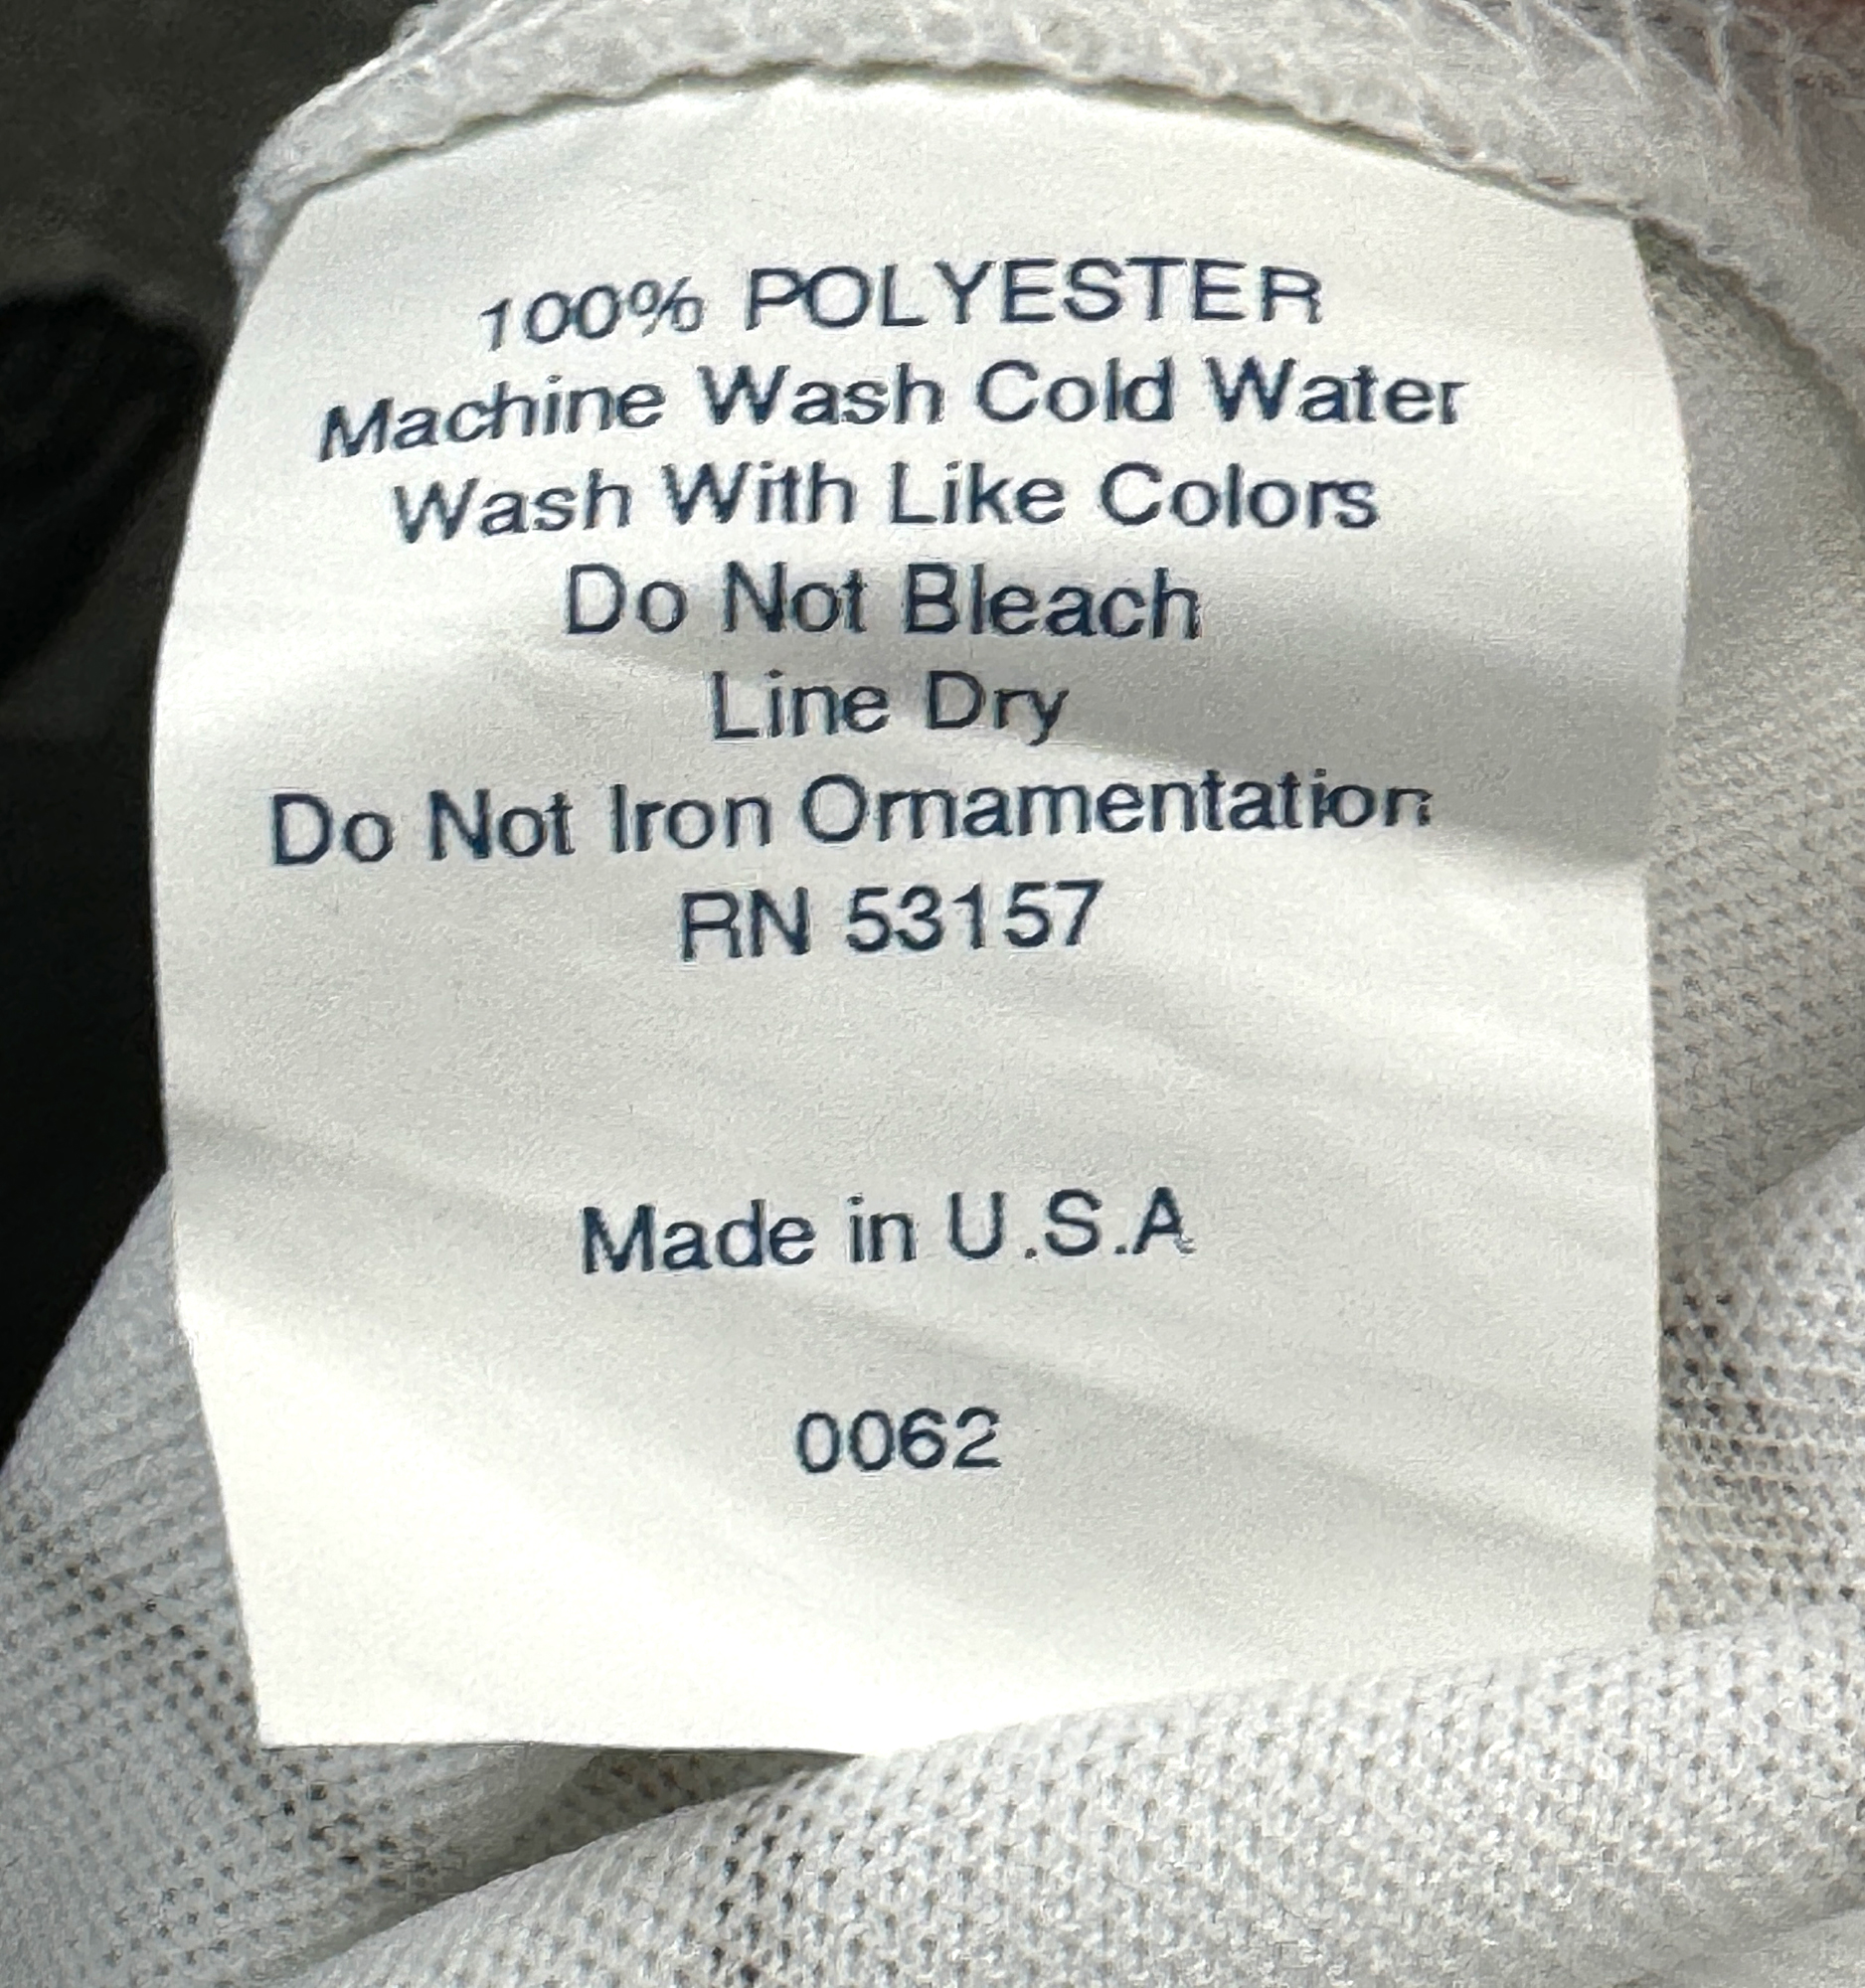 100% POLYESTER
Machine Wash Cold Water
Wash With Like Colors
Do Not Bleach
Line Dry
Do Not Iron Ornamentation
RN 53157
Made in U.S.A
0062